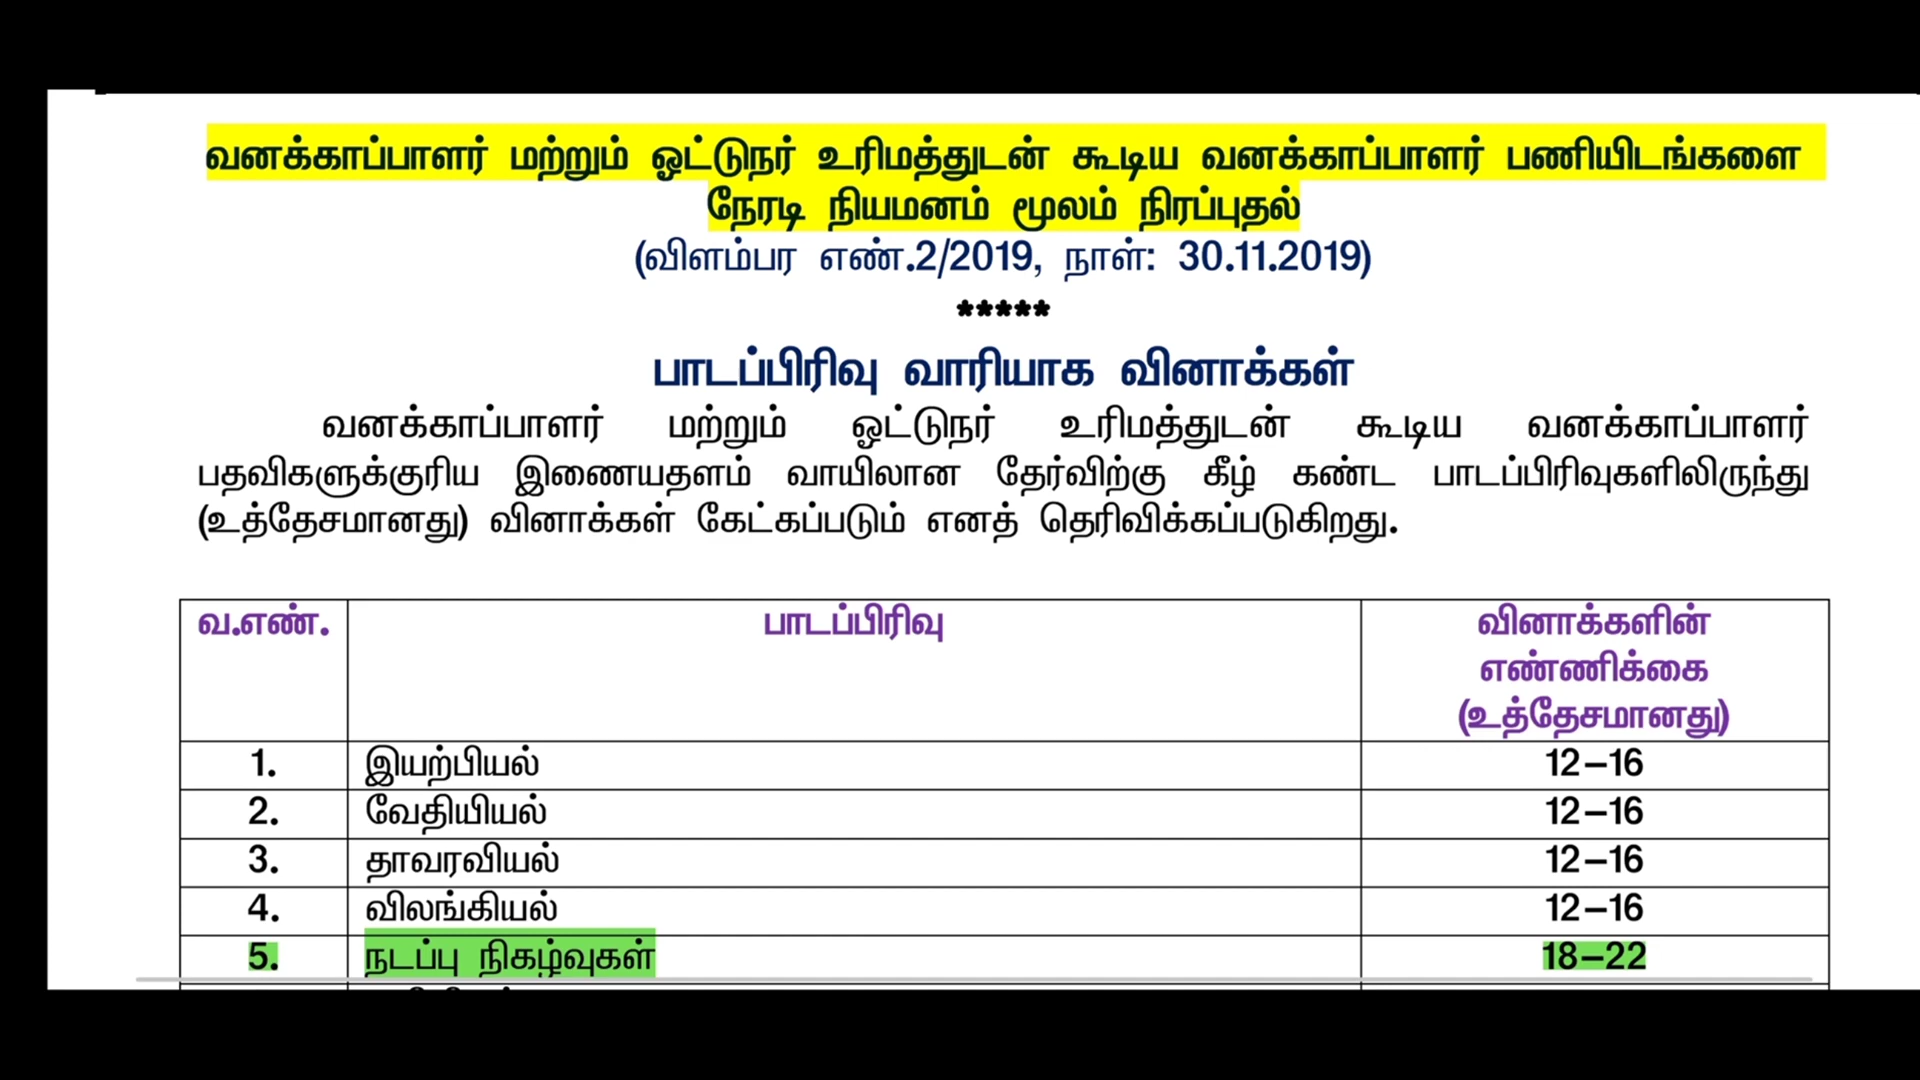 வனக்காப்பாளர் மற்றும் ஓட்டுநர் உரிமத்துடன் கூடிய வனக்காப்பாளர் பணியிடங்களை
நேரடி நியமனம் மூலம் நிரப்புதல்
(விளம்பர எண்.2/2019, நாள்: 30.11.2019)
*****
பாடப்பிரிவு வாரியாக வினாக்கள்
வனக்காப்பாளர் மற்றும் ஓட்டுநர் உரிமத்துடன் கூடிய வனக்காப்பாளர்
பதவிகளுக்குரிய இணையதளம் வாயிலான தேர்விற்கு கீழ் கண்ட பாடப்பிரிவுகளிலிருந்து
(உத்தேசமானது) வினாக்கள் கேட்கப்படும் எனத் தெரிவிக்கப்படுகிறது.
வ.எண். பாடப்பிரிவு வினாக்களின்
எண்ணிக்கை
(உத்தேசமானது)
1. இயற்பியல் 12–16
2. வேதியியல் 12–16
3. தாவரவியல் 12–16
4. விலங்கியல் 12–16
5. நடப்பு நிகழ்வுகள் 18–22